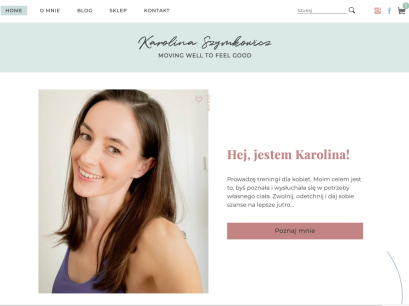 HOME O MNIE BLOG SKLEP KONTAKT Szukaj 0
Karolina Szymkowicz
MOVING WELL TO FEEL GOOD
Hej, jestem Karolina!
Prowadzę treningi dla kobiet. Moim celem jest
to, byś poznała i wysłuchała się w potrzeby
własnego ciała. Zwolnij, odetchnij i daj sobie
szanse na lepsze jutro...
Poznaj mnie